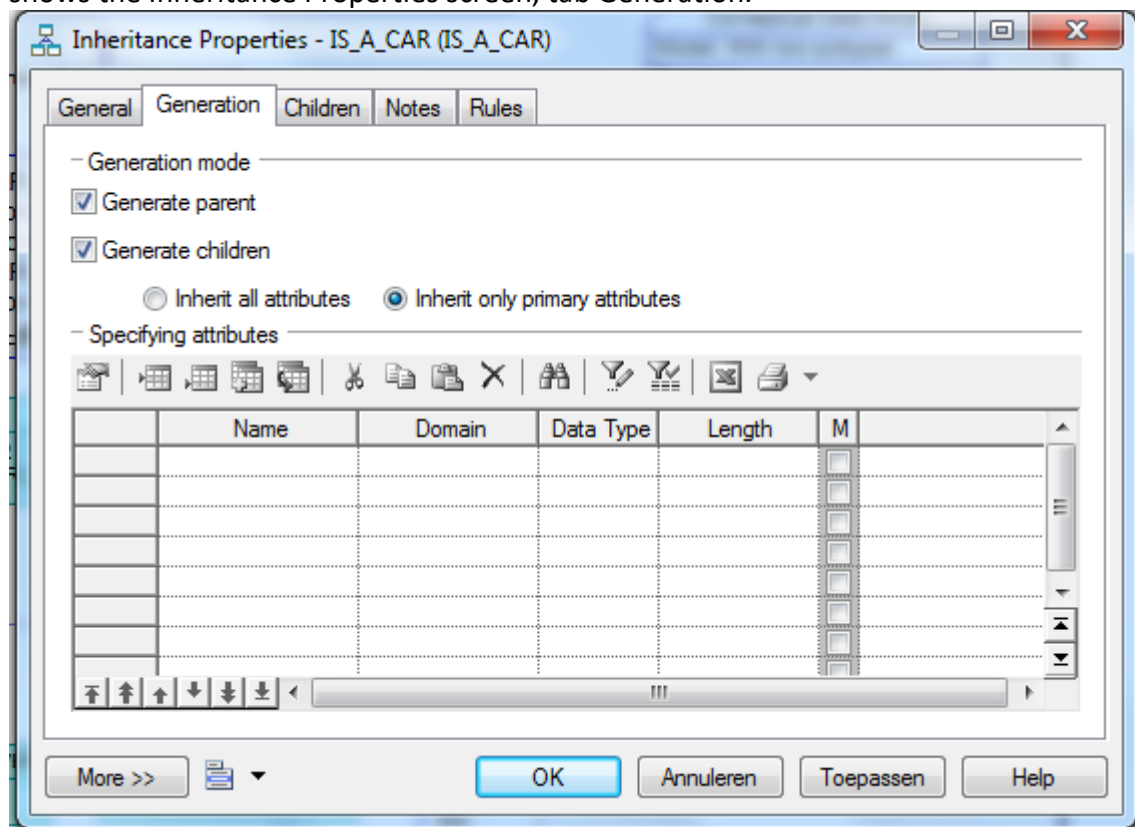 shows the Inheritance Properties screen, tab Generation.
Inheritance Properties - IS_A_CAR (IS_A_CAR)
General Generation Children Notes Rules
Generation mode
Generate parent
Generate children
Inherit all attributes Inherit only primary attributes
Specifying attributes
Name Domain Data Type Length M
More >> OK Annuleren Toepassen Help